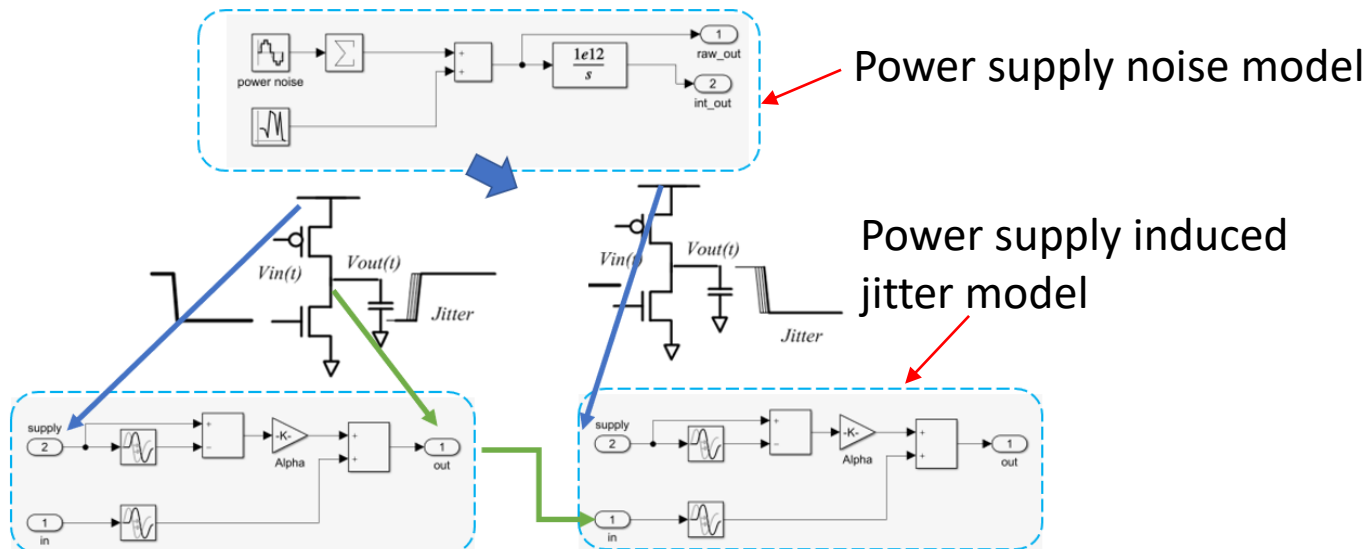 1e12
s
1
raw_out
power noise
2
int_out
Power supply noise model
Vin(t)
Vout(t)
Jitter
Vin(t)
Vout(t)
Jitter
Power supply induced
jitter model
supply
2
-K-
Alpha
1
out
1
in
supply
2
-K-
Alpha
1
out
1
in